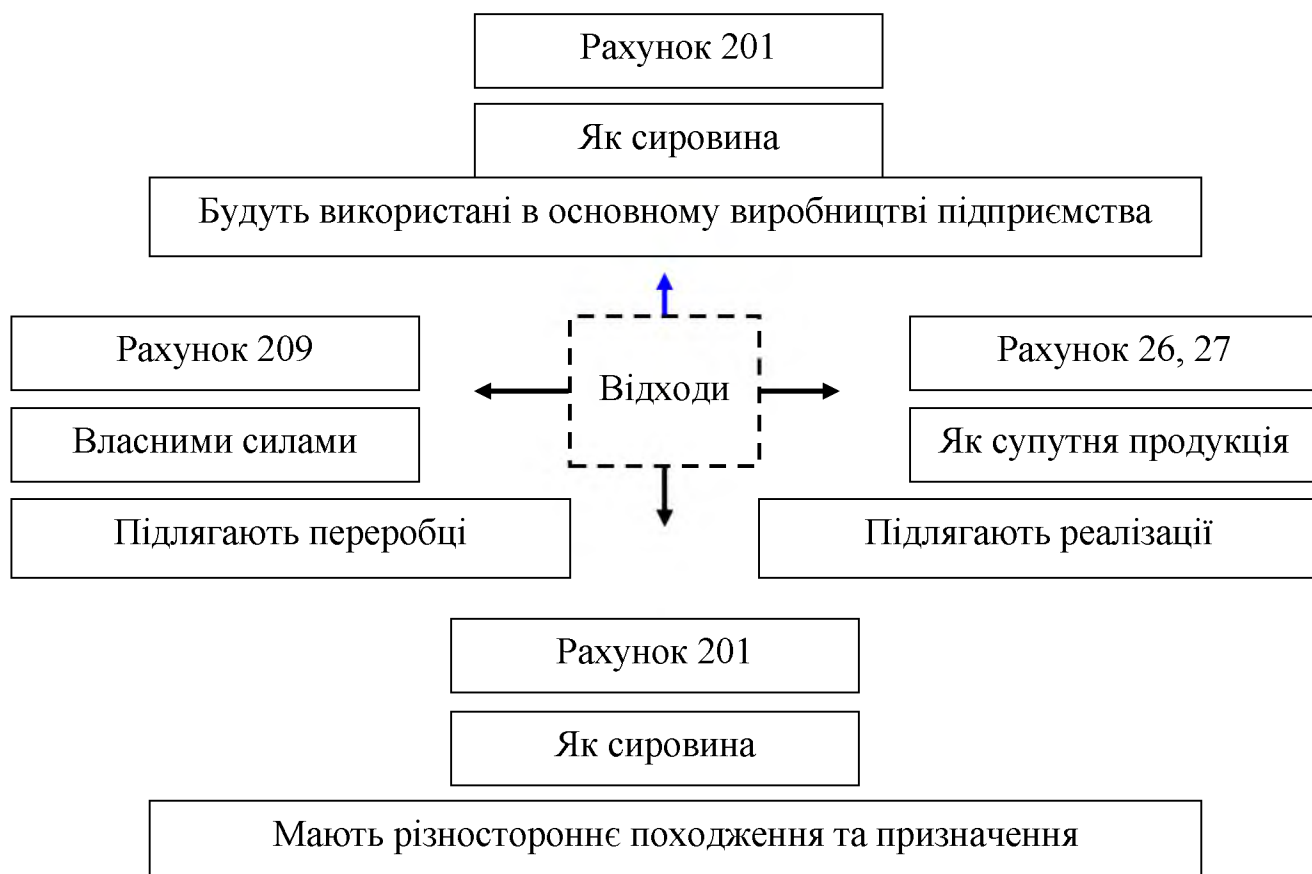 Рахунок 201
Як сировина
Будуть використані в основному виробництві підприємства
Рахунок 209
Власними силами
Підлягають переробці
Відходи
Рахунок 26, 27
Як супутня продукція
Підлягають реалізації
Рахунок 201
Як сировина
Мають різностороннє походження та призначення